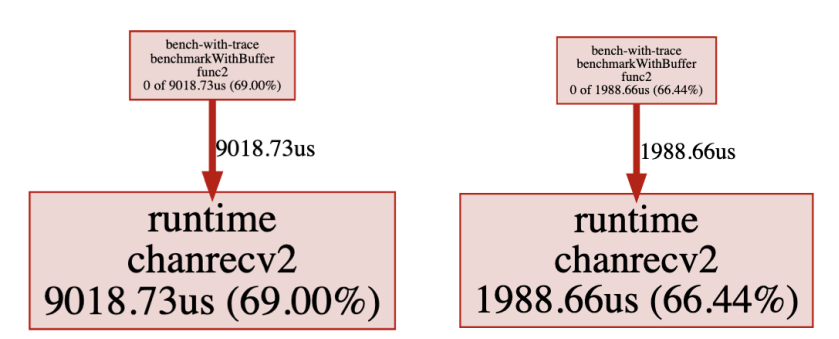 bench-with-trace
benchmarkWithBuffer
func2
0 of 9018.73us (69.00%)
9018.73us
runtime
chanrecv2
9018.73us (69.00%)
bench-with-trace
benchmarkWithBuffer
func2
0 of 1988.66us (66.44%)
1988.66us
runtime
chanrecv2
1988.66us (66.44%)